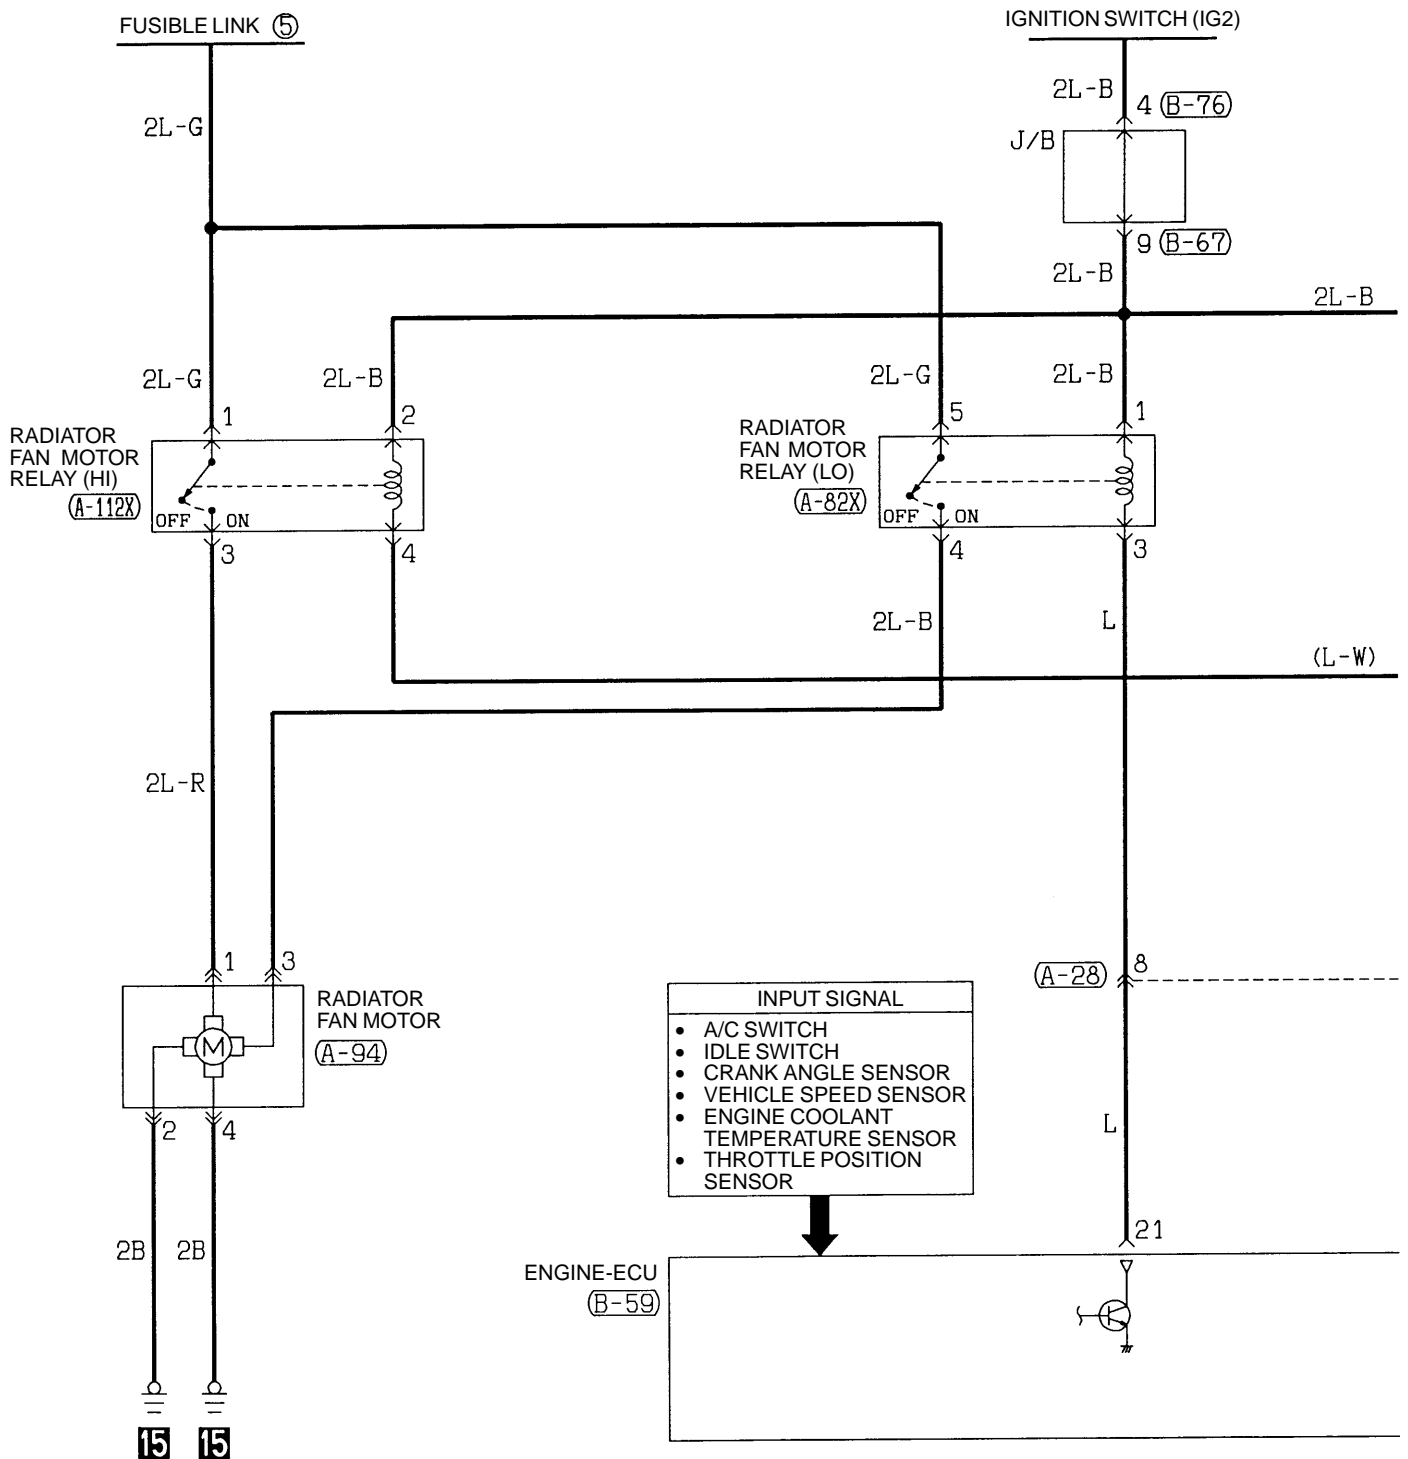 FUSIBLE LINK ⑤
IGNITION SWITCH (IG2)
2L-B
4 (B-76)
2L-G
J/B
9 (B-67)
2L-B
2L-B
2L-G
2L-B
2L-G
2L-B
1
2
5
1
RADIATOR
FAN MOTOR
RELAY (HI)
(A-112X)
OFF ON
RADIATOR
FAN MOTOR
RELAY (LO)
(A-82X)
OFF ON
3
4
4
3
2L-B
L
(L-W)
2L-R
1
3
8
(A-28)
RADIATOR
FAN MOTOR
(A-94)
M
INPUT SIGNAL
• A/C SWITCH
• IDLE SWITCH
• CRANK ANGLE SENSOR
• VEHICLE SPEED SENSOR
• ENGINE COOLANT
TEMPERATURE SENSOR
• THROTTLE POSITION
SENSOR
2
4
L
2B
2B
21
ENGINE-ECU
(B-59)
15
15